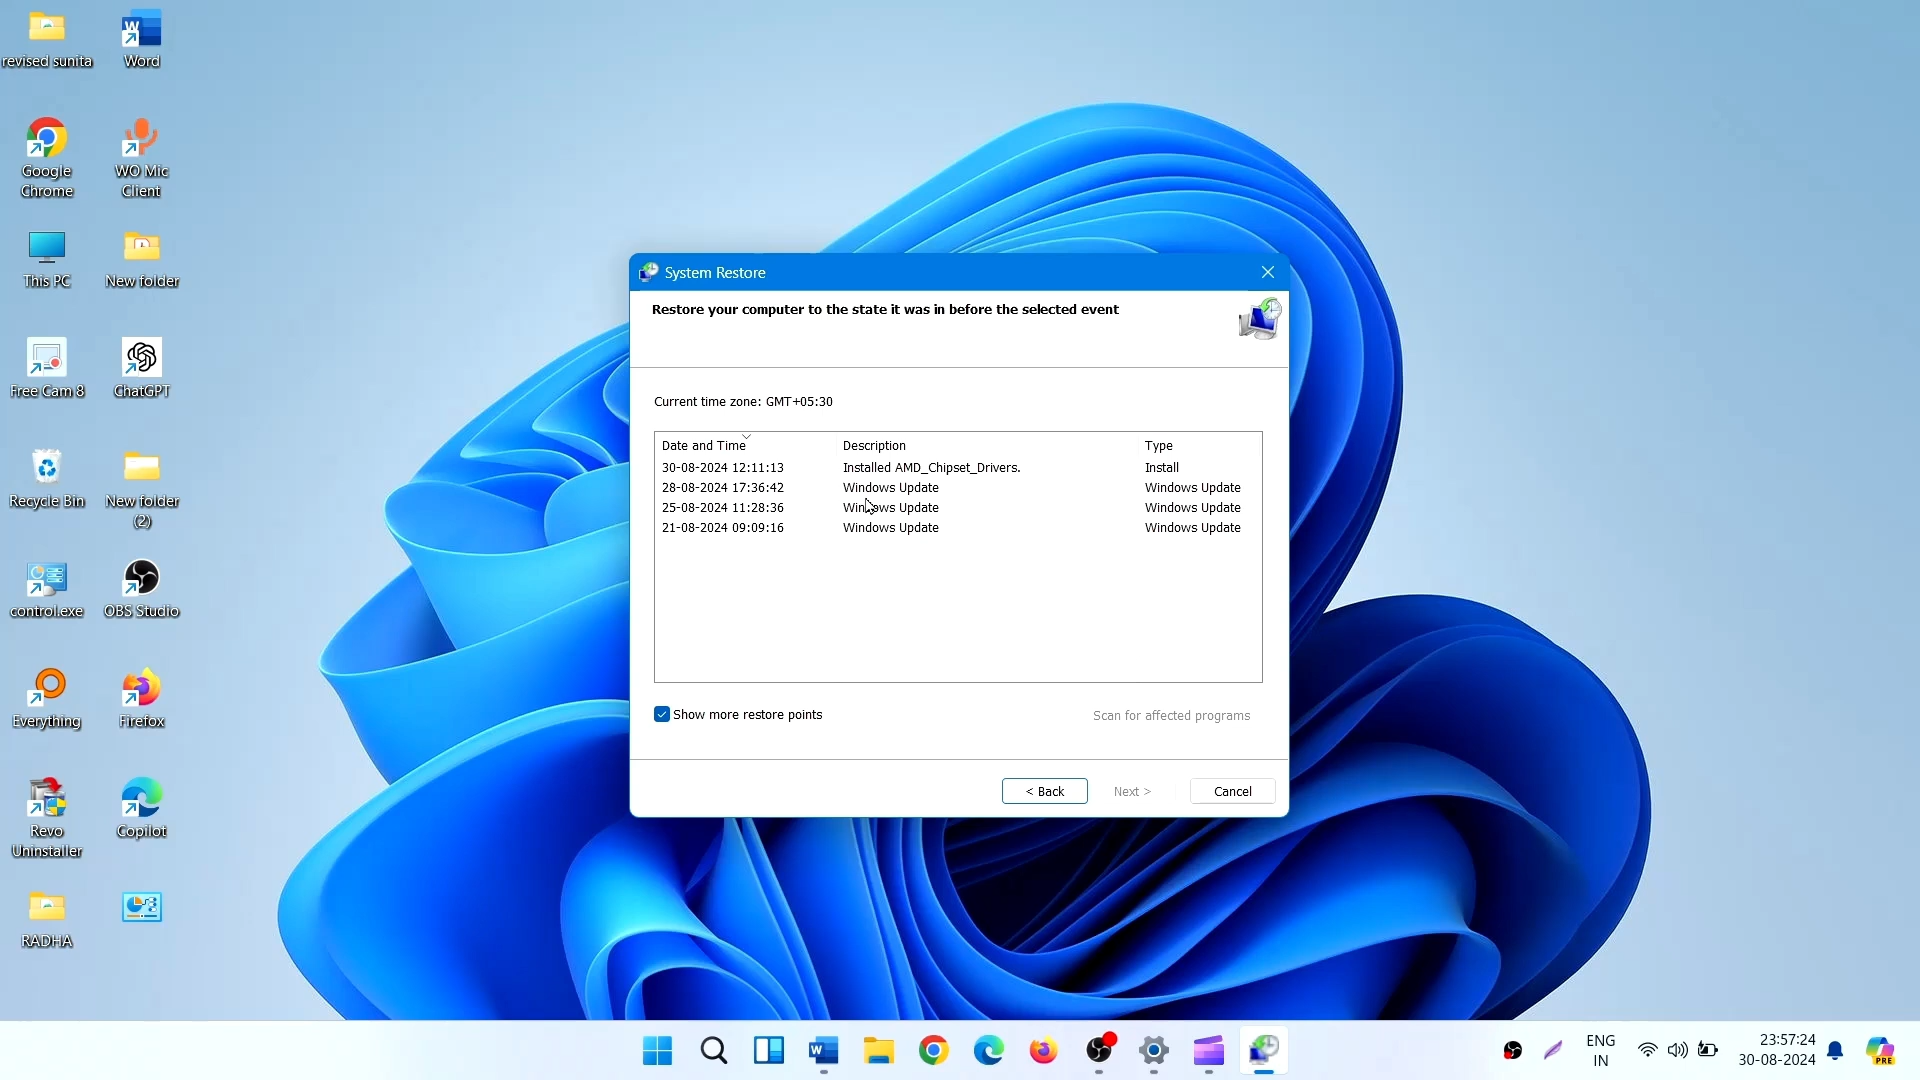 revised sunita
Word
Google
Chrome
WO Mic
Client
This PC
New folder
Free Cam 8
ChatGPT
Recycle Bin
New folder
(2)
control.exe
OBS Studio
Everything
Firefox
Revo
Uninstaller
Copilot
RADHA
System Restore
Restore your computer to the state it was in before the selected event
Current time zone: GMT+05:30
Date and Time Description Type
30-08-2024 12:11:13 Installed AMD_Chipset_Drivers. Install
28-08-2024 17:36:42 Windows Update Windows Update
25-08-2024 11:28:36 Windows Update Windows Update
21-08-2024 09:09:16 Windows Update Windows Update
Show more restore points Scan for affected programs
< Back Next > Cancel
ENG
IN
23:57:24
30-08-2024
PRE